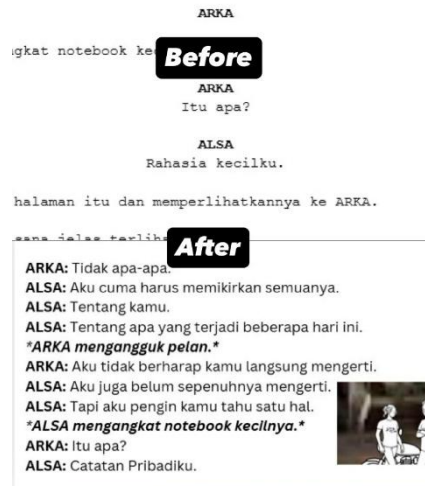 ARKA
notebook
Before
ARKA
Itu apa?
ALSA
Rahasia kecilku.
halaman itu dan memperlihatkannya ke ARKA.
jelas
After
ARKA: Tidak apa-apa.
ALSA: Aku cuma harus memikirkan semuanya.
ALSA: Tentang kamu.
ALSA: Tentang apa yang terjadi beberapa hari ini.
*ARKA mengangguk pelan.*
ARKA: Aku tidak berharap kamu langsung mengerti.
ALSA: Aku juga belum sepenuhnya mengerti.
ALSA: Tapi aku pengin kamu tahu satu hal.
*ALSA mengangkat notebook kecilnya.*
ARKA: Itu apa?
ALSA: Catatan Pribadiku.